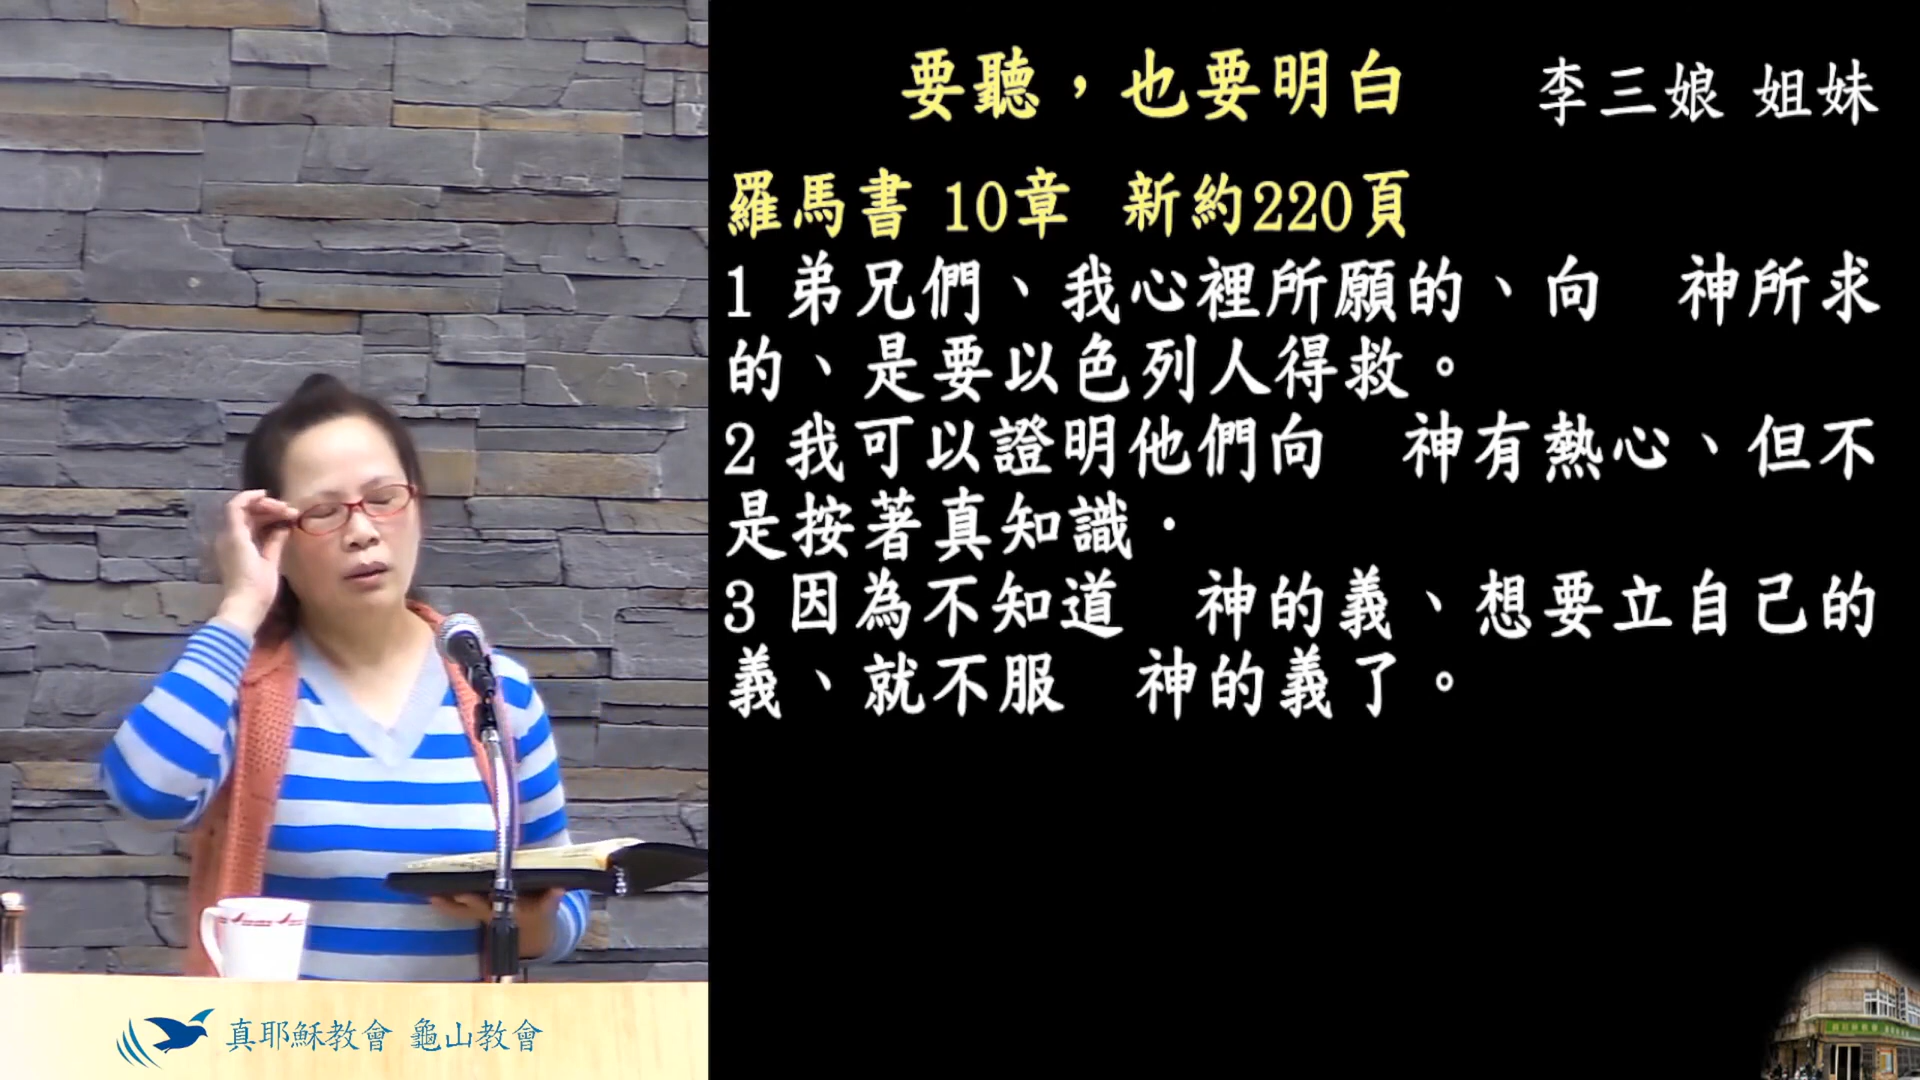 要聽，也要明白 李三娘 姐妹
羅馬書 10章 新約220頁
1 弟兄們、我心裡所願的、向　神所求
的、是要以色列人得救。
2 我可以證明他們向　神有熱心、但不
是按著真知識．
3 因為不知道　神的義、想要立自己的
義、就不服　神的義了。
真耶穌教會 龜山教會